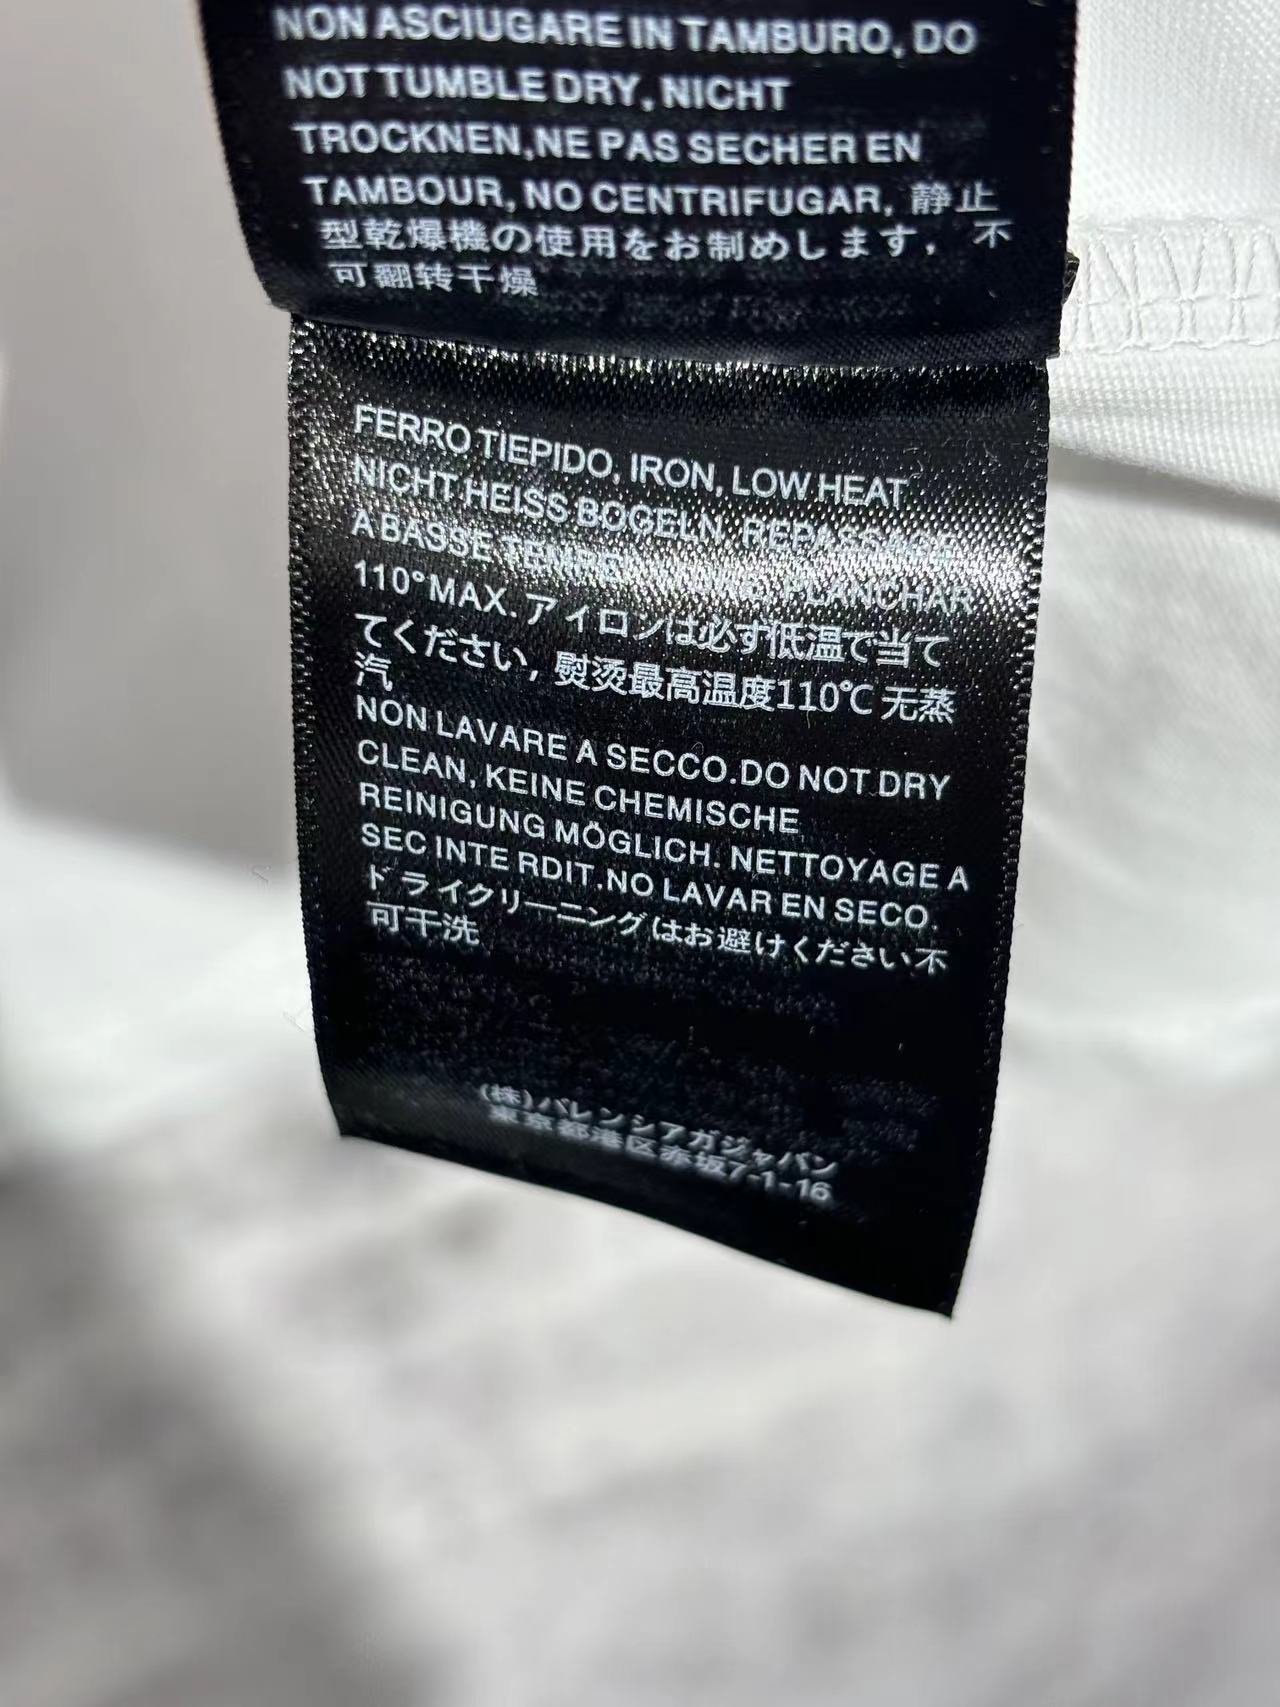 NON ASCIUGARE IN TAMBURO, DO
NOT TUMBLE DRY, NICHT
TROCKNEN,NE PAS SECHER EN
TAMBOUR, NO CENTRIFUGAR, 静止
型乾爆機の使用をお制めします, 不
可翻转干燥
FERRO TIEPIDO, IRON, LOW HEAT
NICHT HEISS BOGELN, REPASSAGE
A BASSE PLANCHAR
110°MAX. アイロンは必ず低温で当て
てください, 熨烫最高温度110℃ 无蒸
汽
NON LAVARE A SECCO.DO NOT DRY
CLEAN, KEINE CHEMISCHE
REINIGUNG MÖGLICH. NETTOYAGE A
SEC INTE RDIT.NO LAVAR EN SECO.
ドライクリーニングはお避けください不
可干洗
(株)バレンシアガジャパン
東京都港区赤坂7-1-16